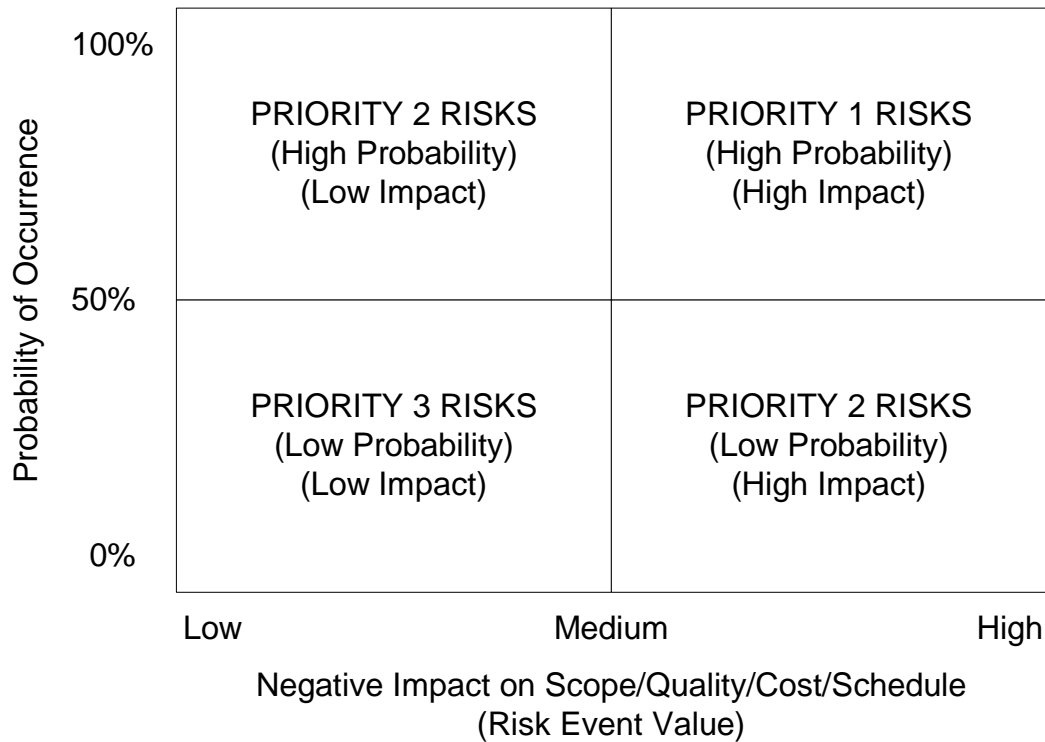 100%
PRIORITY 2 RISKS
(High Probability)
(Low Impact)
PRIORITY 1 RISKS
(High Probability)
(High Impact)
Probability of Occurrence
50%
PRIORITY 3 RISKS
(Low Probability)
(Low Impact)
PRIORITY 2 RISKS
(Low Probability)
(High Impact)
0%
Low
Medium
High
Negative Impact on Scope/Quality/Cost/Schedule
(Risk Event Value)